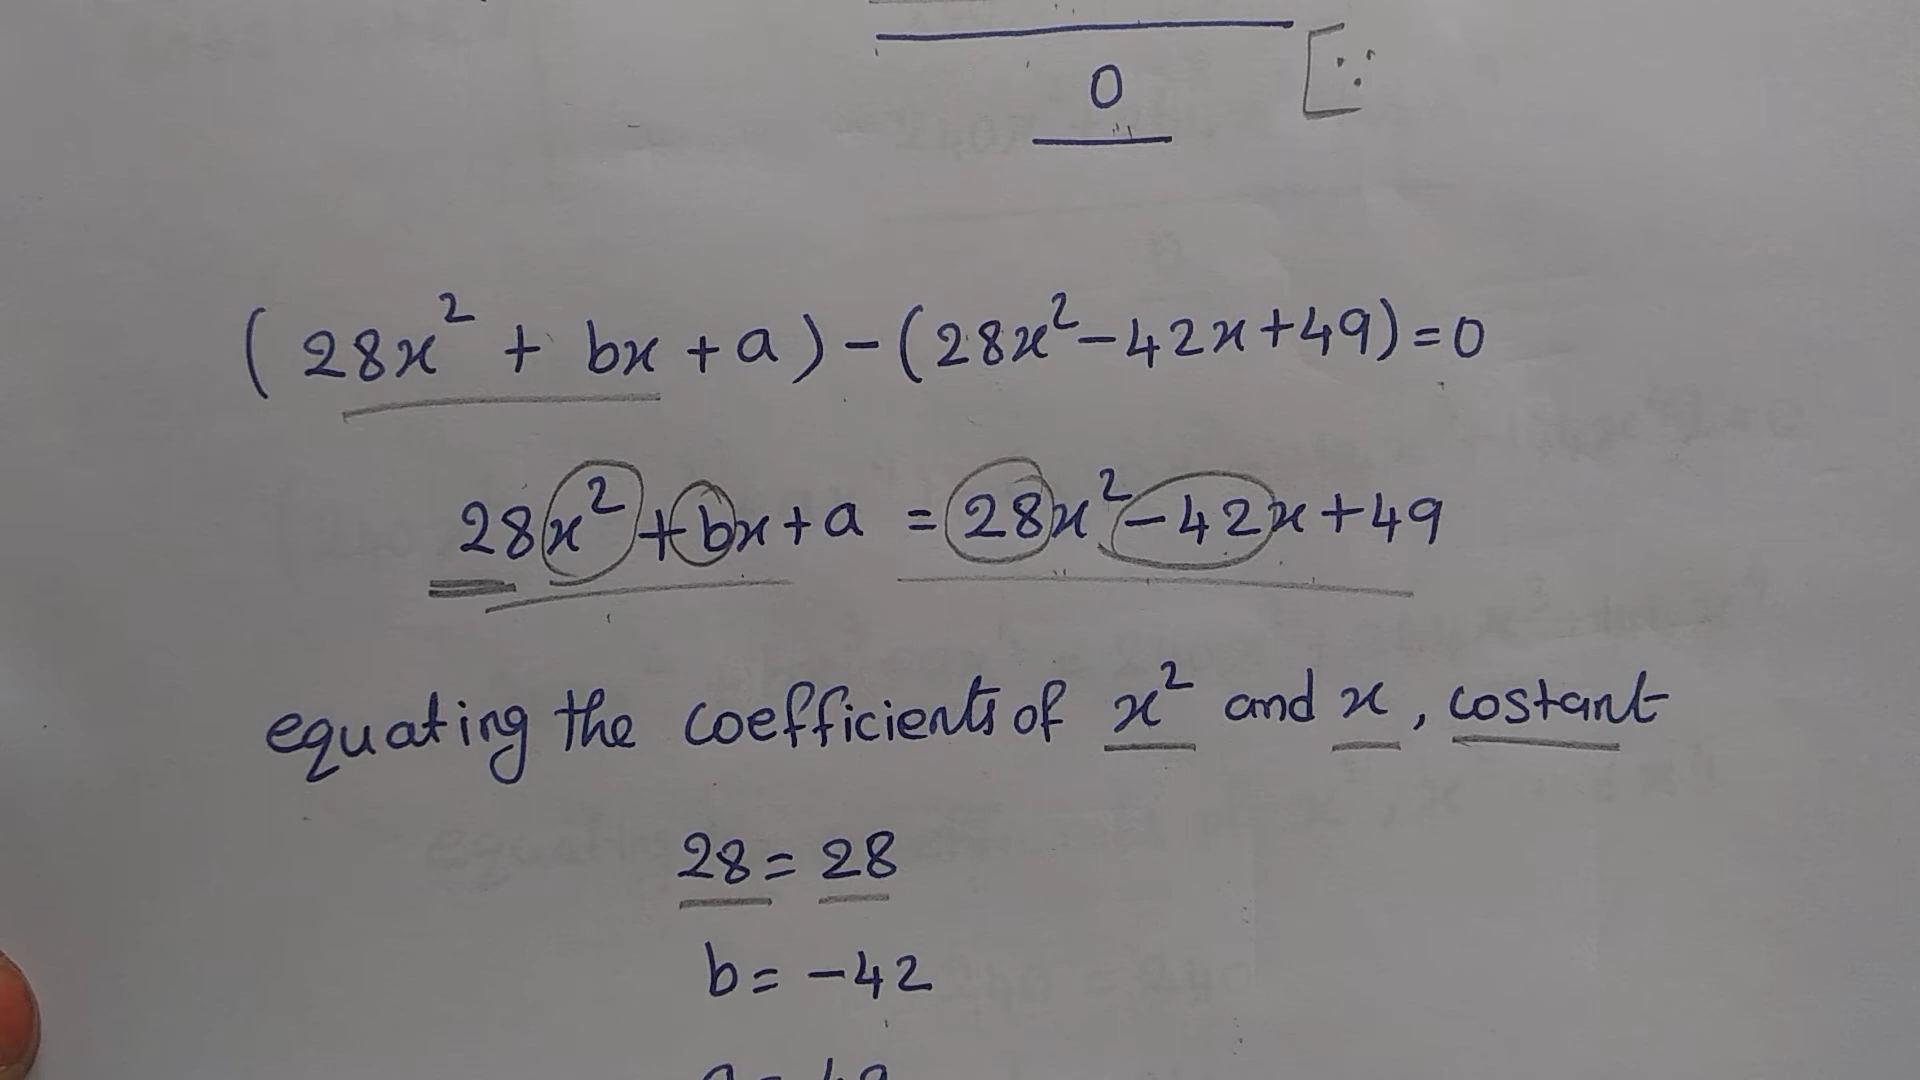 0 [∵
(28x² + bx + a) - (28x² - 42x + 49) = 0
28x² + bx + a = 28x² - 42x + 49
equating the coefficients of x² and x, costant
28 = 28
b = -42
a = 49